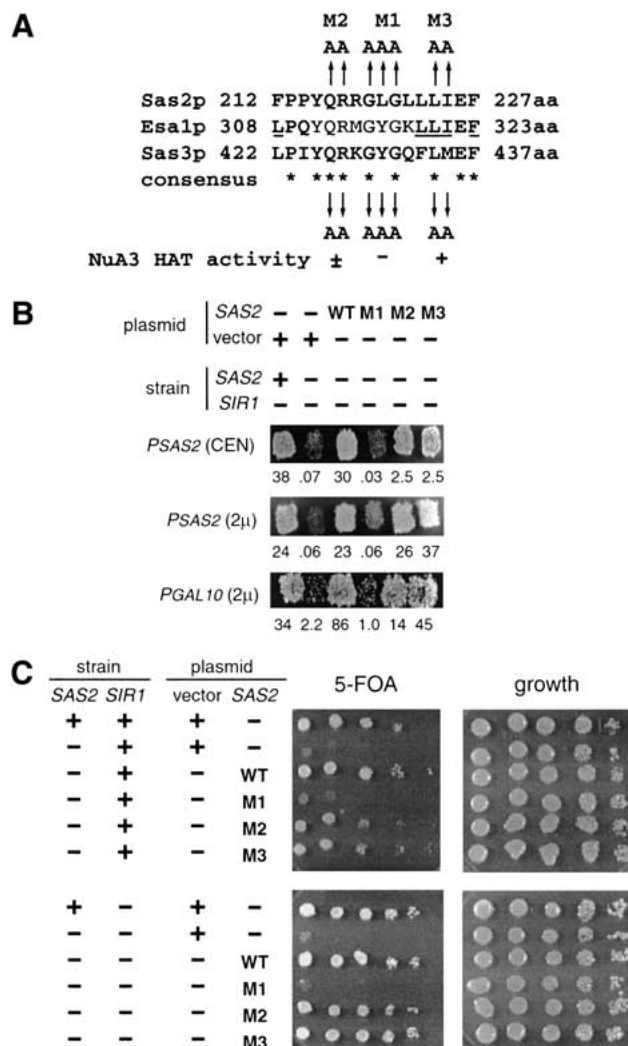 A
M2 M1 M3
AA AAA AA
Sas2p 212 FPPYQRRGLGLLLIEF 227aa
Esa1p 308 LPQYQRMGYGKLLIEF 323aa
Sas3p 422 LPIYQRKGYGQFLMEF 437aa
consensus * *** * * * **
AA AAA AA
NuA3 HAT activity ± - +
B
plasmid
SAS2 - - WT M1 M2 M3
vector + + - - - -
strain
SAS2 + - - - - -
SIR1 - - - - - -
PSAS2 (CEN)
38 .07 30 .03 2.5 2.5
PSAS2 (2µ)
24 .06 23 .06 26 37
PGAL10 (2µ)
34 2.2 86 1.0 14 45
C
strain plasmid 5-FOA growth
SAS2 SIR1 vector SAS2
+ + + -
- + + -
- + - WT
- + - M1
- + - M2
- + - M3
+ - + -
- - + -
- - - WT
- - - M1
- - - M2
- - - M3